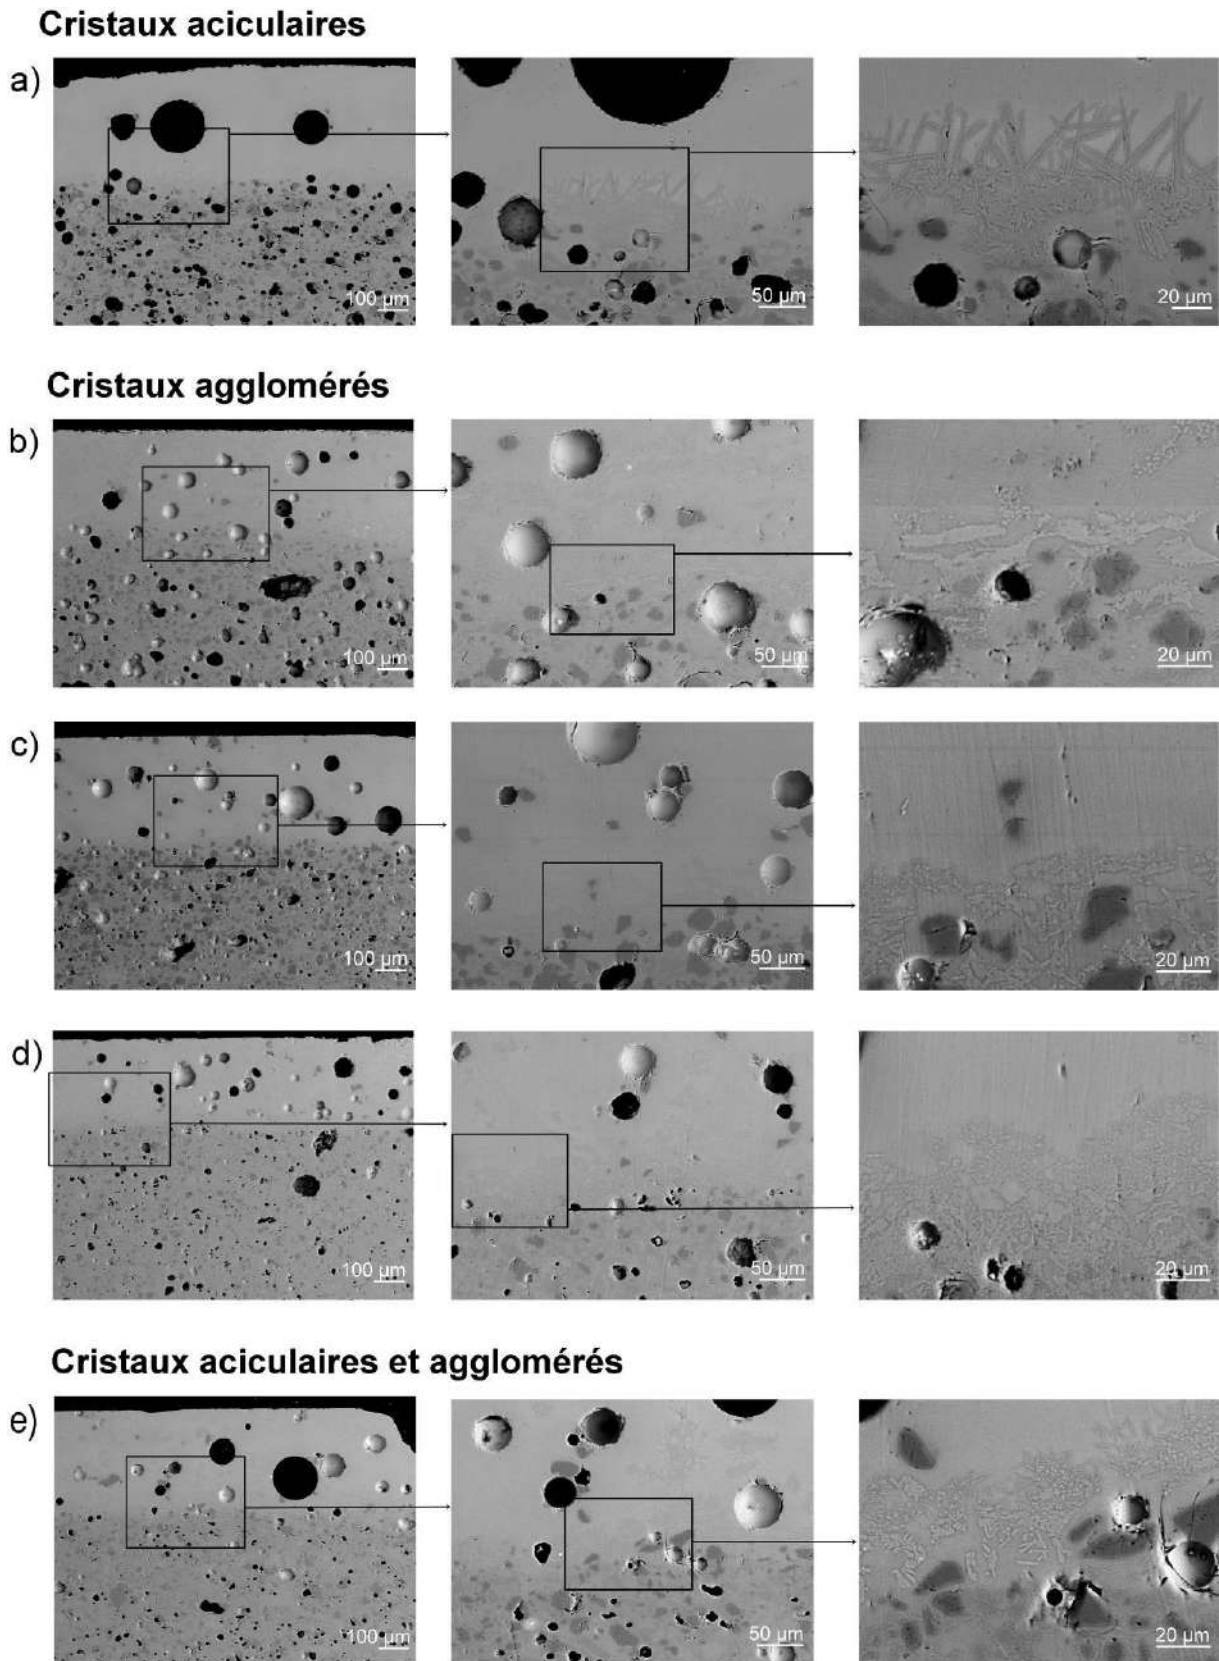 Cristaux aciculaires
a)
100 µm
50 µm
20 µm
Cristaux agglomérés
b)
100 µm
50 µm
20 µm
c)
100 µm
50 µm
20 µm
d)
100 µm
50 µm
20 µm
Cristaux aciculaires et agglomérés
e)
100 µm
50 µm
20 µm